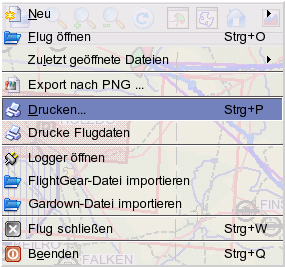 Neu
Flug öffnen Strg+O
Zuletzt geöffnete Dateien
Export nach PNG ...
Drucken... Strg+P
Drucke Flugdaten
Logger öffnen
FlightGear-Datei importieren
Gardown-Datei importieren
Flug schließen Strg+W
Beenden Strg+Q
FALKEN